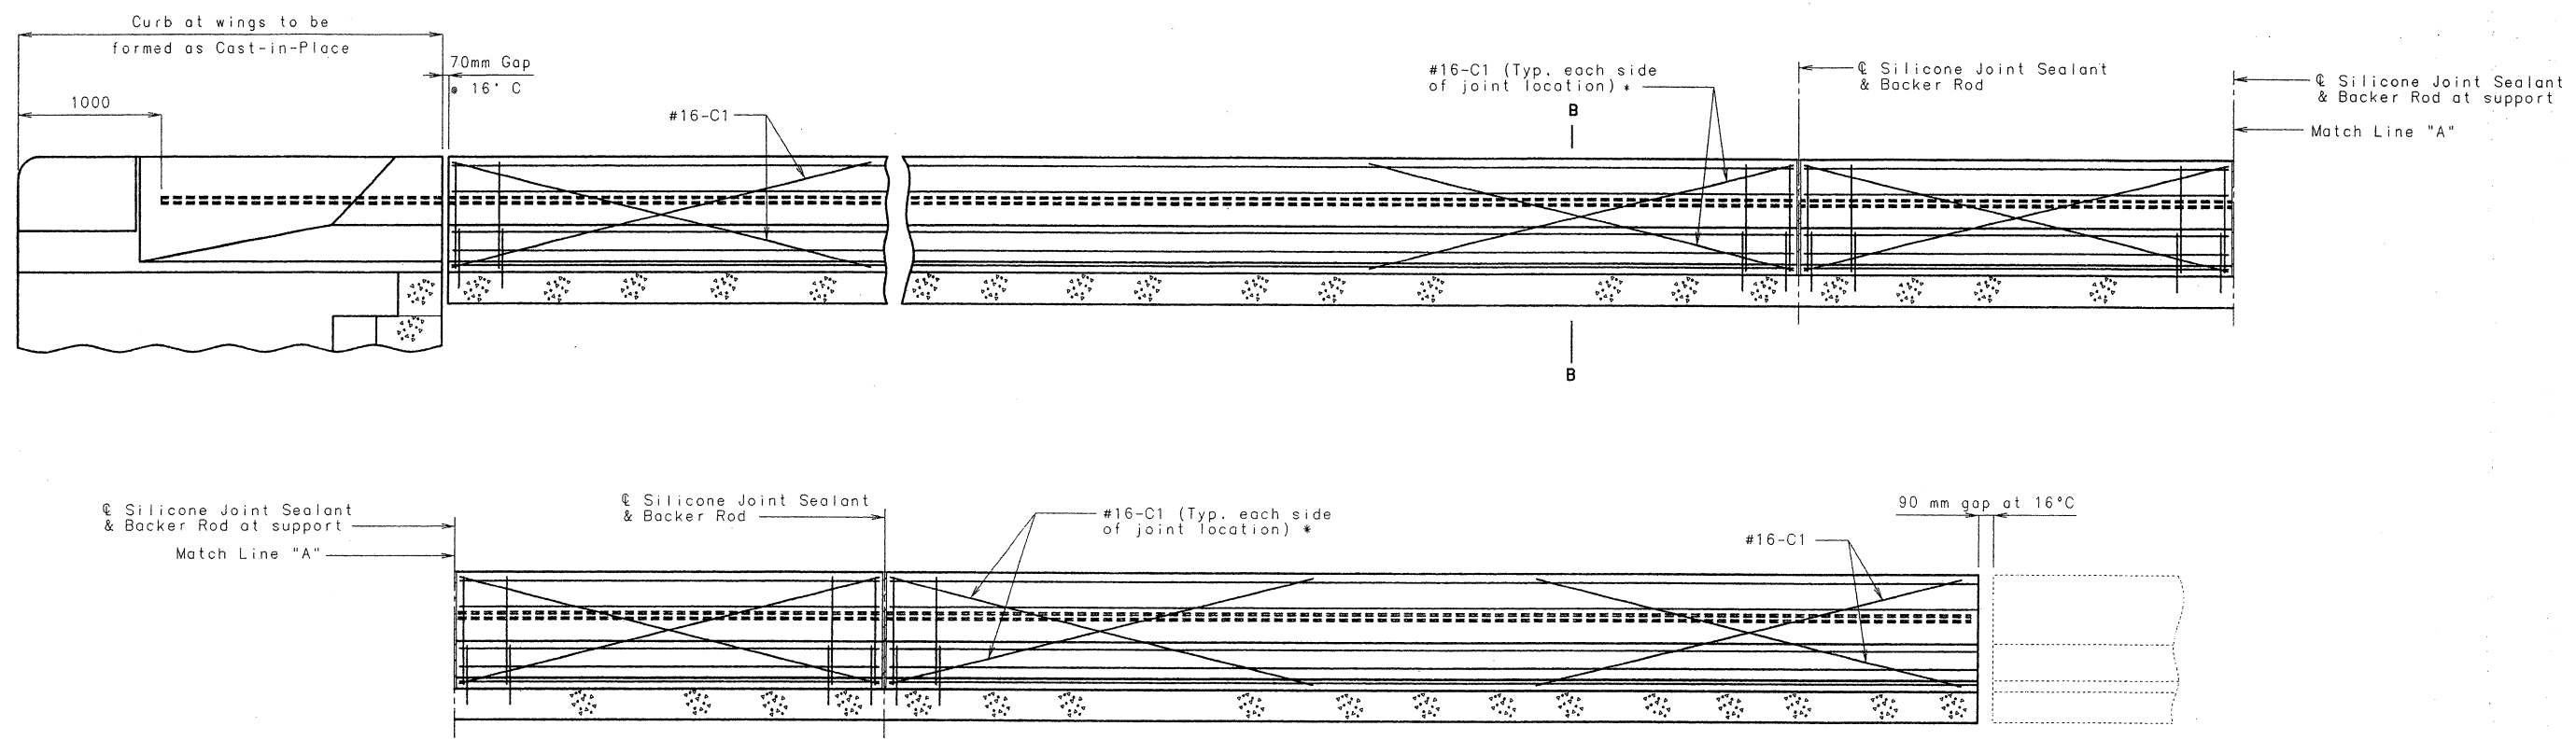 Curb at wings to be
formed as Cast-in-Place
70mm Gap
@ 16° C
1000
#16-C1
#16-C1 (Typ. each side
of joint location) *
B
℄ Silicone Joint Sealant
& Backer Rod
℄ Silicone Joint Sealant
& Backer Rod at support
Match Line "A"
B
℄ Silicone Joint Sealant
& Backer Rod at support
Match Line "A"
℄ Silicone Joint Sealant
& Backer Rod
#16-C1 (Typ. each side
of joint location) *
#16-C1
90 mm gap at 16°C